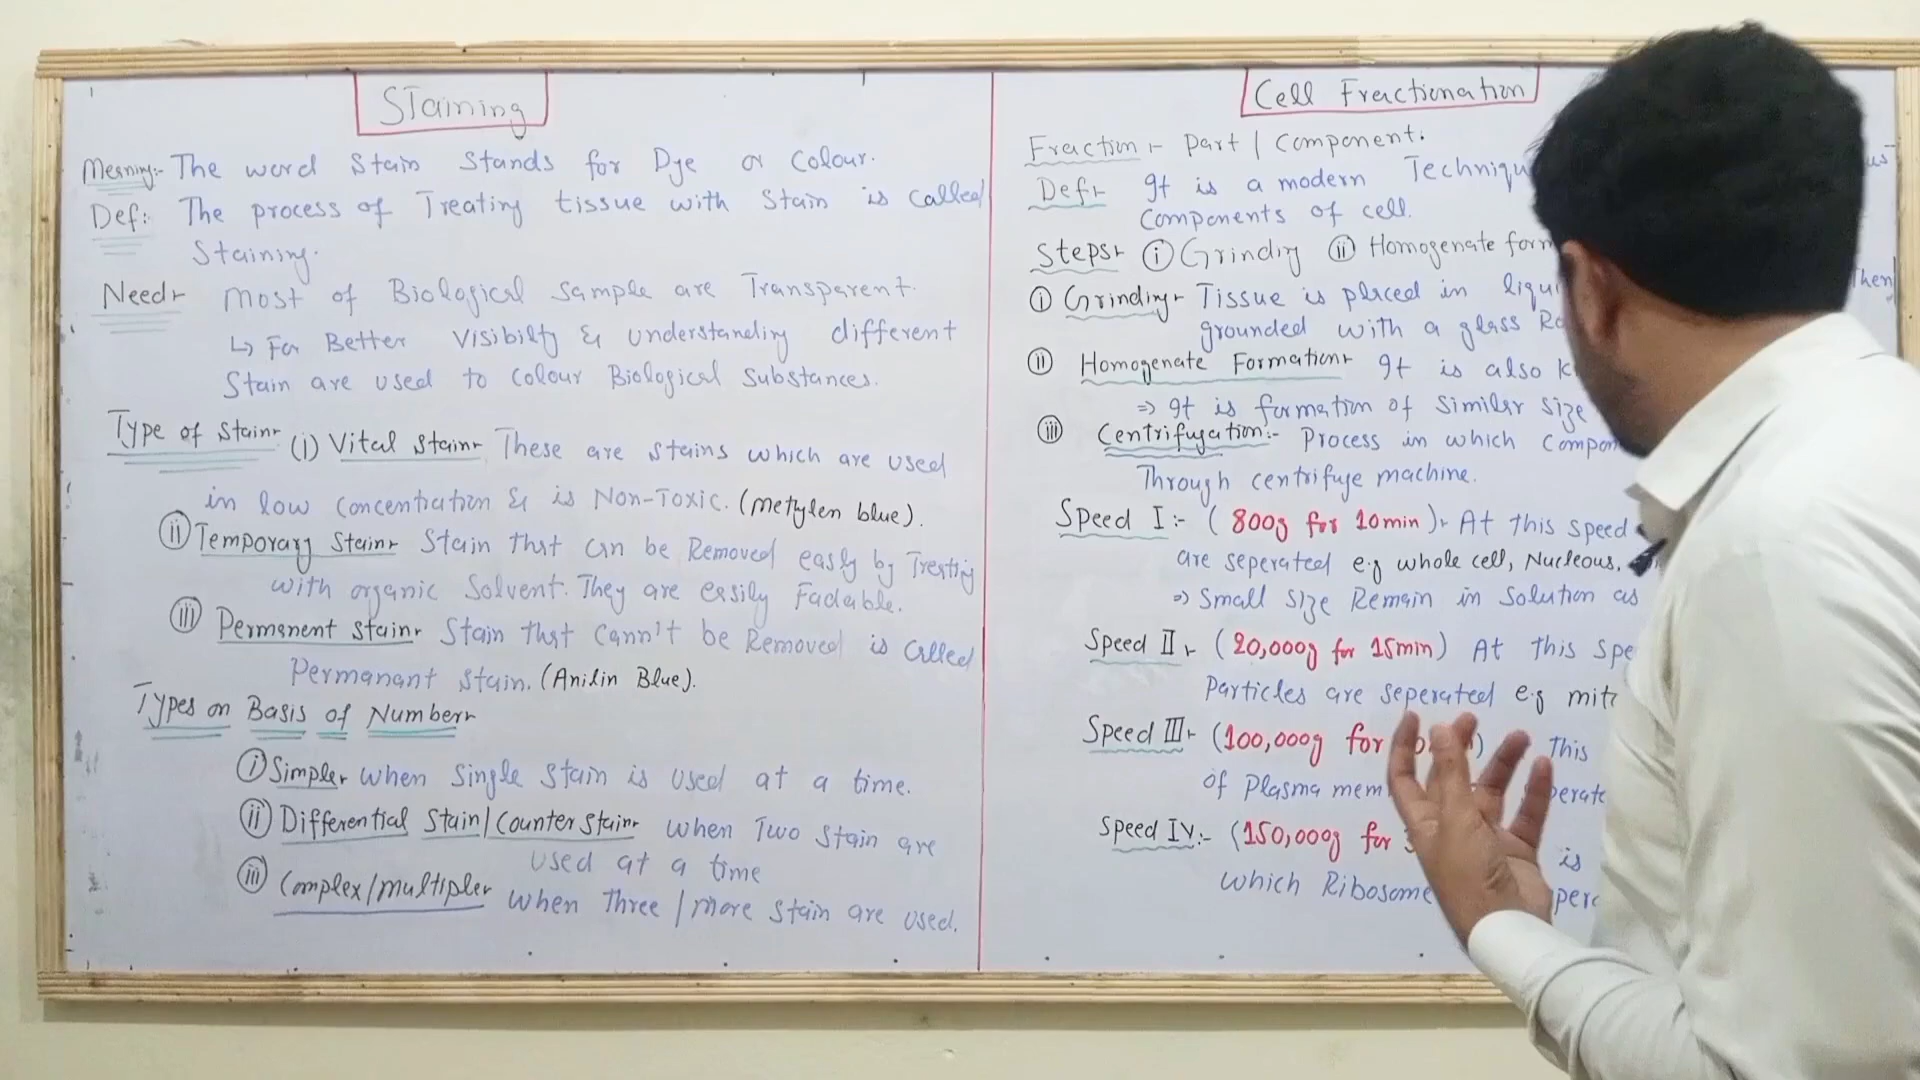 Staining
Meaning:- The word Stain Stands for Dye or Colour.
Def:- The process of Treating tissue with Stain is called
Staining.
Need:- most of Biological Sample are Transparent.
↳ For Better Visibilty & understanding different
Stain are used to Colour Biological Substances.
Type of Stain:- (i) Vital Stain:- These are stains which are used
in low Concentration & is Non-Toxic. (Metylen blue).
(ii) Temporary Stain:- Stain that can be Removed easly by Treating
with organic Solvent. They are easily Fadable.
(iii) Permanent Stain:- Stain that Cann't be Removed is Called
Permanant Stain. (Anilin Blue).
Types on Basis of Number:-
(i) Simple:- when Single Stain is used at a time.
(ii) Differential Stain/Counter Stain:- when Two Stain are
used at a time
(iii) Complex/multiple:- when Three / more Stain are used.
Cell Fractionation
Fraction:- Part / Component.
Def:- It is a modern
Components of cell.
Steps:- (i) Grinding (ii) Homogenate
(i) Grinding:- Tissue is placed in Then
grounded with a glass
(ii) Homogenate Formation:- It is also
⇒ It is formation of Similar Size
(iii) Centrifugation:- Process in which
Through centrifuge machine.
Speed I:- (800g for 10min):- At this speed
are seperated e.g whole cell, Nucleous.
⇒ Small Size Remain in Solution as
Speed II:- (20,000g for 15min) At this
Particles are seperated e.g
Speed III:- (100,000g for This
of Plasma
Speed IV:- (150,000g for is
which Ribosome